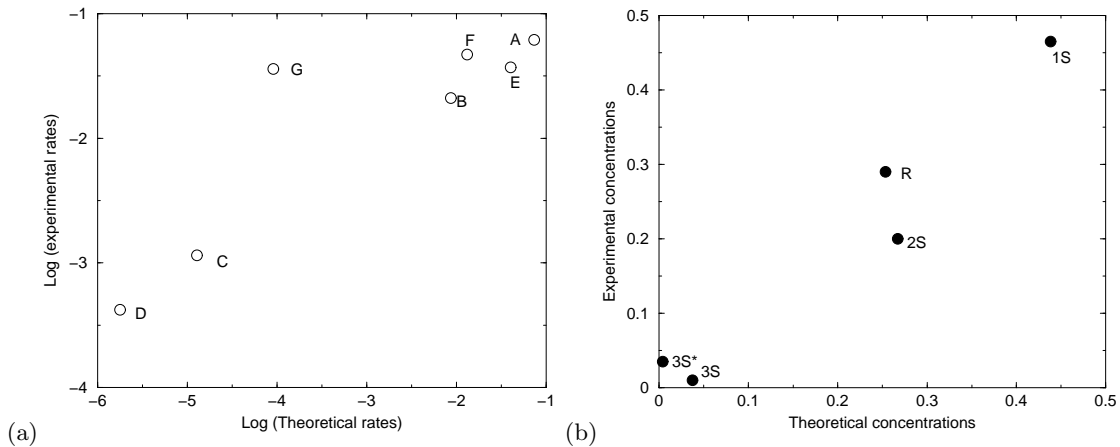 −1
−2
−3
−4
−6
−5
−4
−3
−2
−1
Log (experimental rates)
Log (Theoretical rates)
A
F
G
E
B
C
D
(a)
0.5
0.4
0.3
0.2
0.1
0
0
0.1
0.2
0.3
0.4
0.5
Experimental concentrations
Theoretical concentrations
1S
R
2S
3S*
3S
(b)